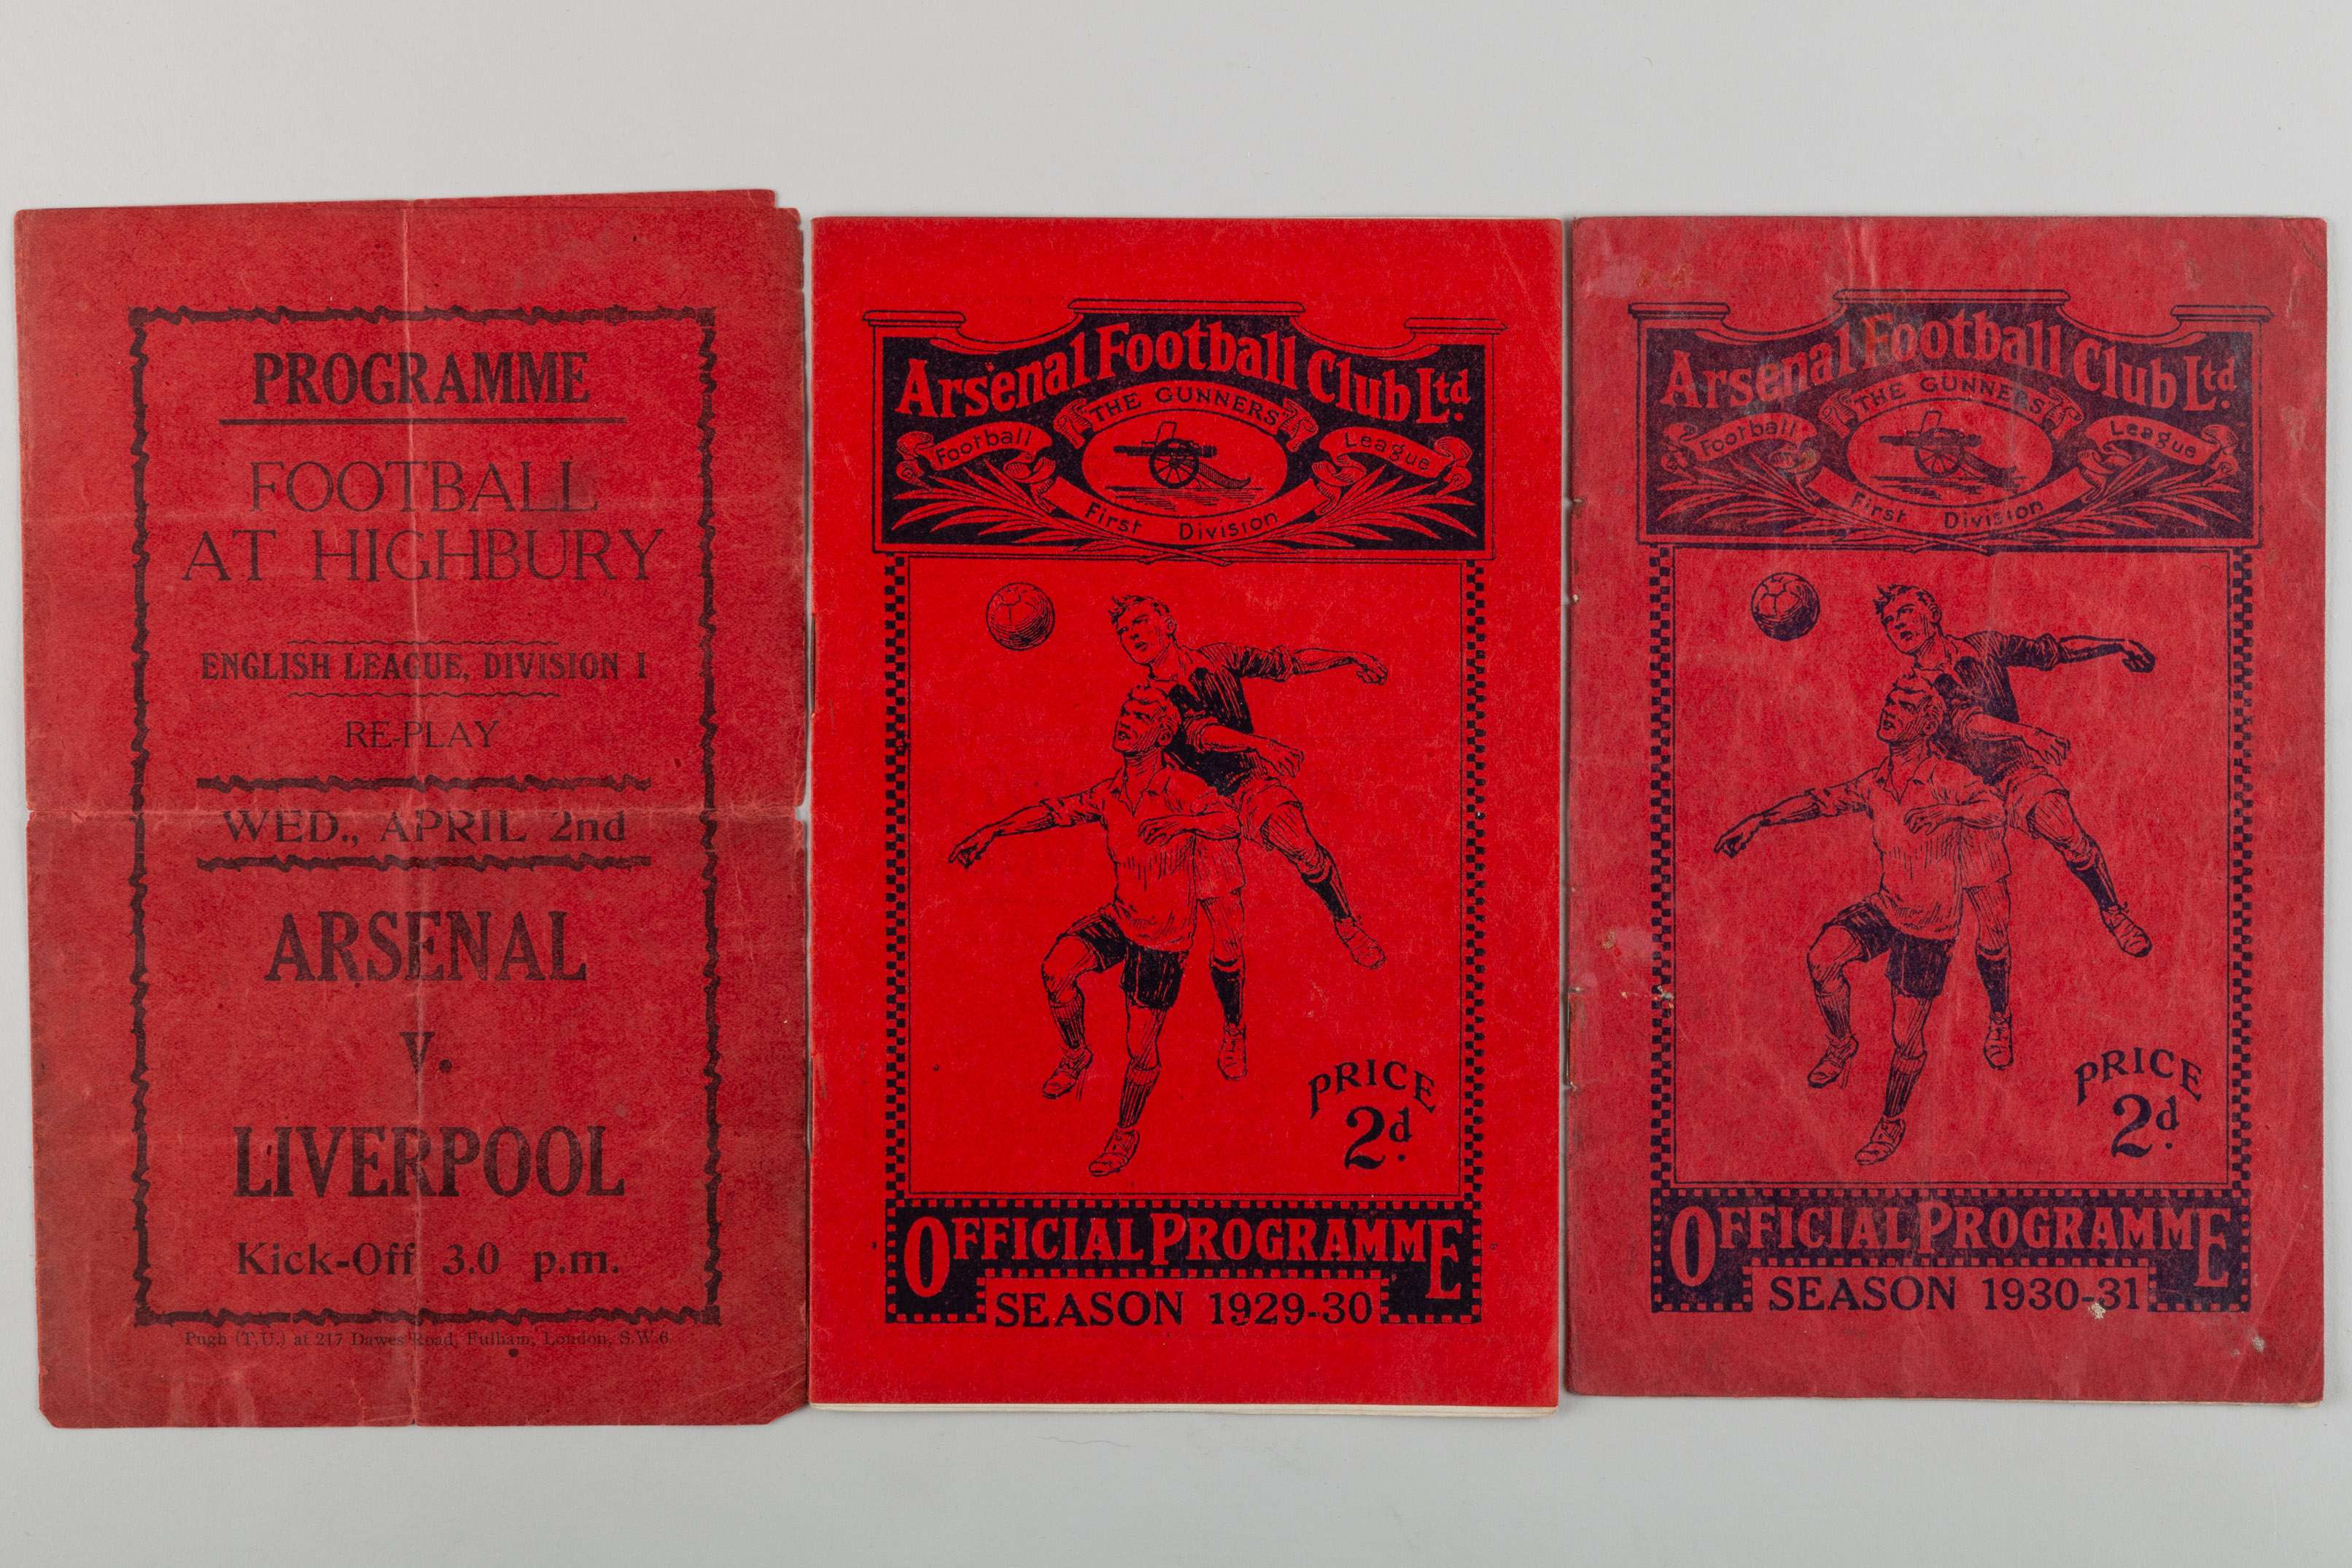 PROGRAMME
FOOTBALL
AT HIGHBURY
ENGLISH LEAGUE, DIVISION I
RE-PLAY
WED., APRIL 2nd
ARSENAL
v.
LIVERPOOL
Kick-Off 3.0 p.m.
Pugh (T.U.) at 217 Dawes Road, Fulham, London, S.W.6
Arsenal Football Club Ltd.
THE GUNNERS
Football League
First Division
PRICE
2d.
OFFICIAL PROGRAMME
SEASON 1929-30
Arsenal Football Club Ltd.
THE GUNNERS
Football League
First Division
PRICE
2d.
OFFICIAL PROGRAMME
SEASON 1930-31